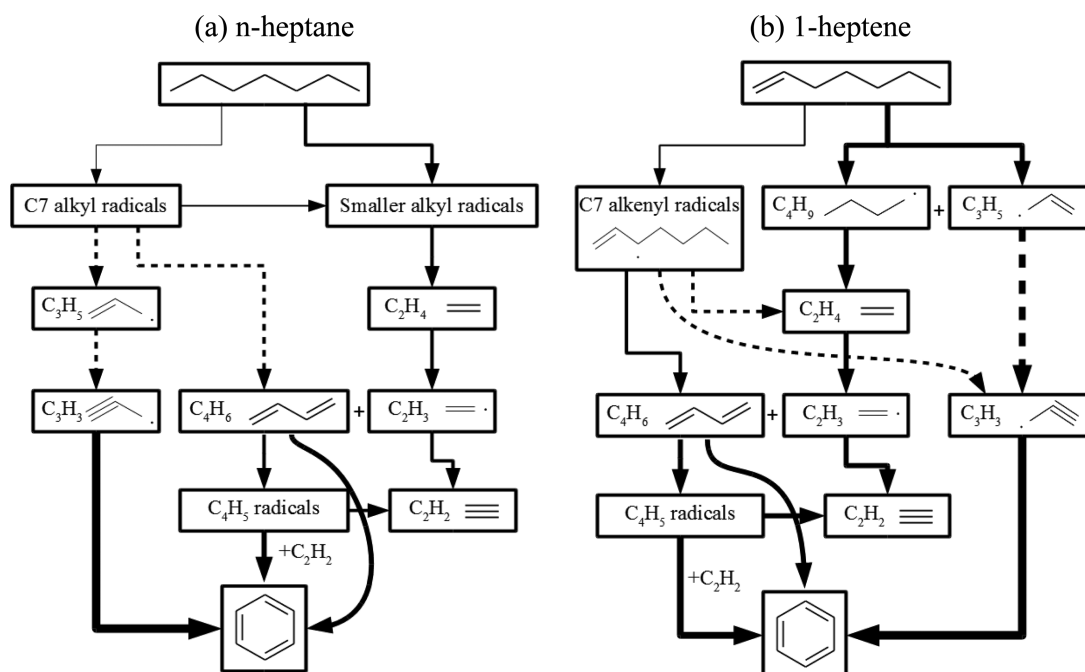 (a) n-heptane
C7 alkyl radicals
Smaller alkyl radicals
C₃H₅
C₂H₄
C₃H₃
C₄H₆
+
C₂H₃
C₄H₅ radicals
C₂H₂
+C₂H₂
(b) 1-heptene
C7 alkenyl radicals
C₄H₉
+
C₃H₅
C₂H₄
C₄H₆
+
C₂H₃
C₃H₃
C₄H₅ radicals
C₂H₂
+C₂H₂